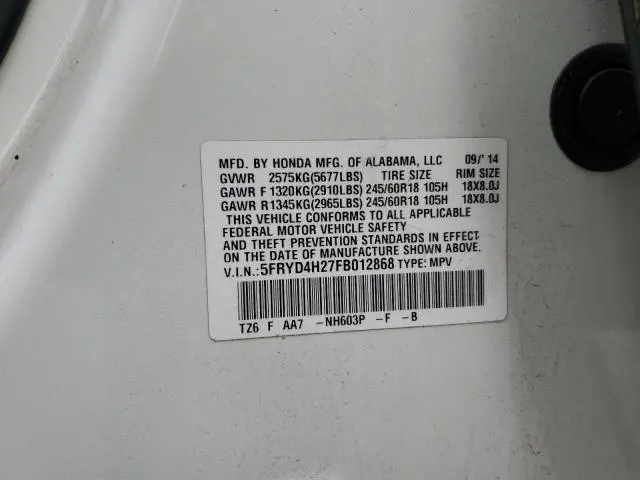 MFD. BY HONDA MFG. OF ALABAMA, LLC 09/'14
GVWR 2575KG(5677LBS) TIRE SIZE RIM SIZE
GAWR F 1320KG(2910LBS) 245/60R18 105H 18X8.0J
GAWR R1345KG(2965LBS) 245/60R18 105H 18X8.0J
THIS VEHICLE CONFORMS TO ALL APPLICABLE
FEDERAL MOTOR VEHICLE SAFETY
AND THEFT PREVENTION STANDARDS IN EFFECT
ON THE DATE OF MANUFACTURE SHOWN ABOVE.
V.I.N.:5FRYD4H27FB012868 TYPE: MPV
TZ6 F AA7 -NH603P -F -B